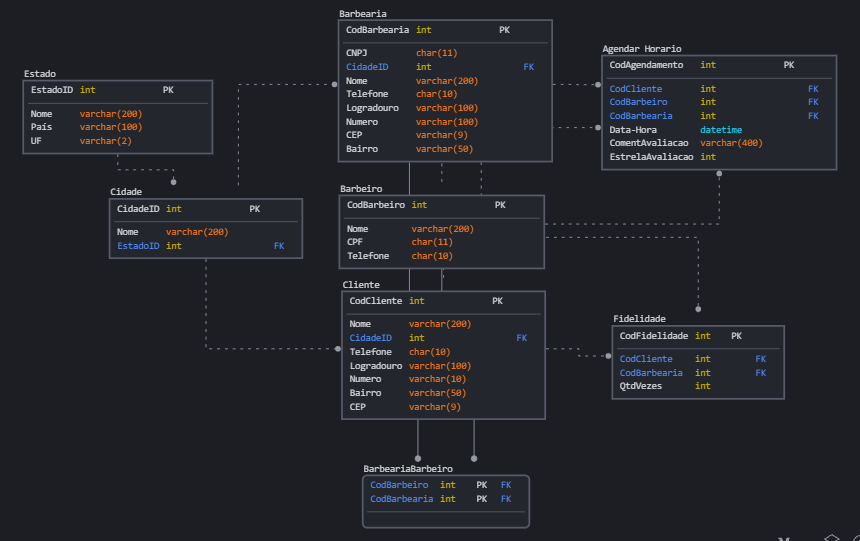 Barbearia
CodBarbearia int PK
CNPJ char(11)
CidadeID int FK
Nome varchar(200)
Telefone char(10)
Logradouro varchar(100)
Numero varchar(100)
CEP varchar(9)
Bairro varchar(50)
Agendar Horario
CodAgendamento int PK
CodCliente int FK
CodBarbeiro int FK
CodBarbearia int FK
Data-Hora datetime
ComentAvaliacao varchar(400)
EstrelaAvaliacao int
Estado
EstadoID int PK
Nome varchar(200)
País varchar(100)
UF varchar(2)
Cidade
CidadeID int PK
Nome varchar(200)
EstadoID int FK
Barbeiro
CodBarbeiro int PK
Nome varchar(200)
CPF char(11)
Telefone char(10)
Cliente
CodCliente int PK
Nome varchar(200)
CidadeID int FK
Telefone char(10)
Logradouro varchar(100)
Numero varchar(10)
Bairro varchar(50)
CEP varchar(9)
Fidelidade
CodFidelidade int PK
CodCliente int FK
CodBarbearia int FK
QtdVezes int
BarbeariaBarbeiro
CodBarbeiro int PK FK
CodBarbearia int PK FK